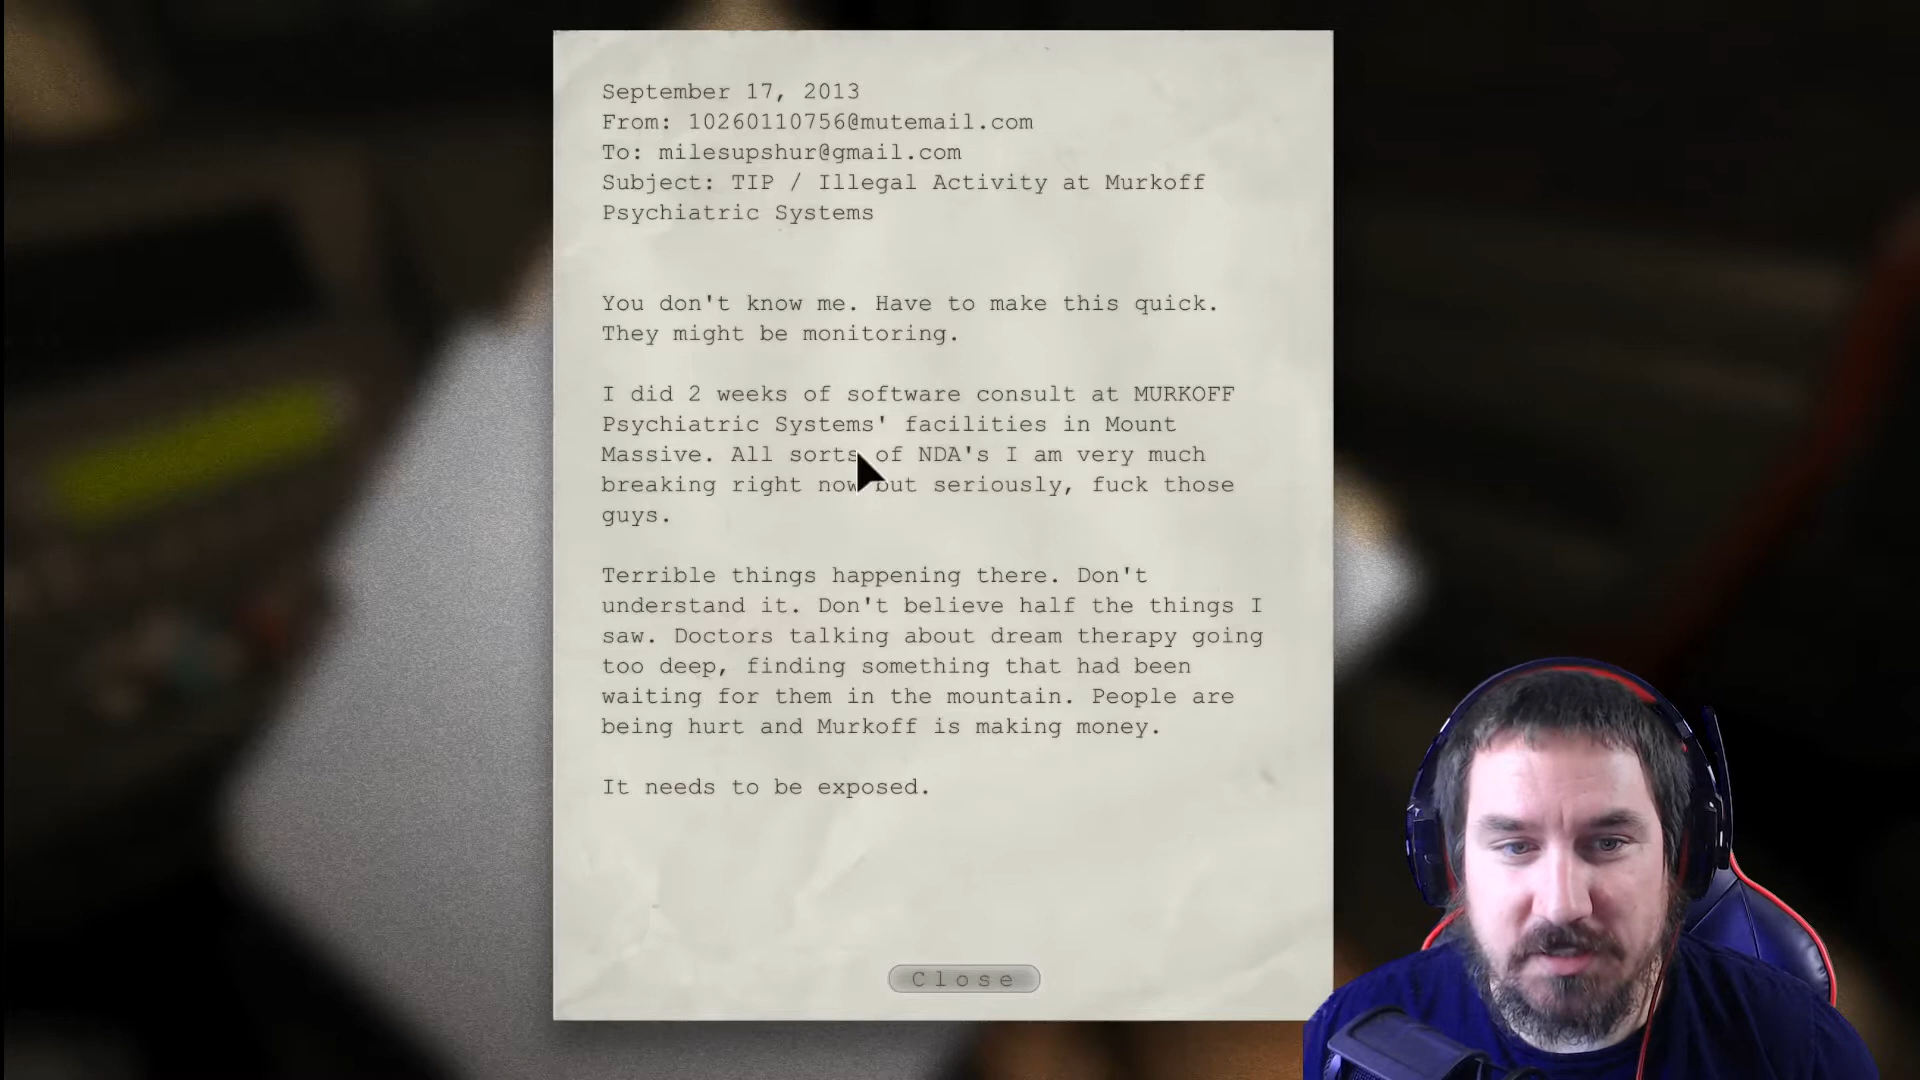 September 17, 2013
From: 10260110756@mutemail.com
To: milesupshur@gmail.com
Subject: TIP / Illegal Activity at Murkoff
Psychiatric Systems
You don't know me. Have to make this quick.
They might be monitoring.
I did 2 weeks of software consult at MURKOFF
Psychiatric Systems' facilities in Mount
Massive. All sorts of NDA's I am very much
breaking right now but seriously, fuck those
guys.
Terrible things happening there. Don't
understand it. Don't believe half the things I
saw. Doctors talking about dream therapy going
too deep, finding something that had been
waiting for them in the mountain. People are
being hurt and Murkoff is making money.
It needs to be exposed.
Close